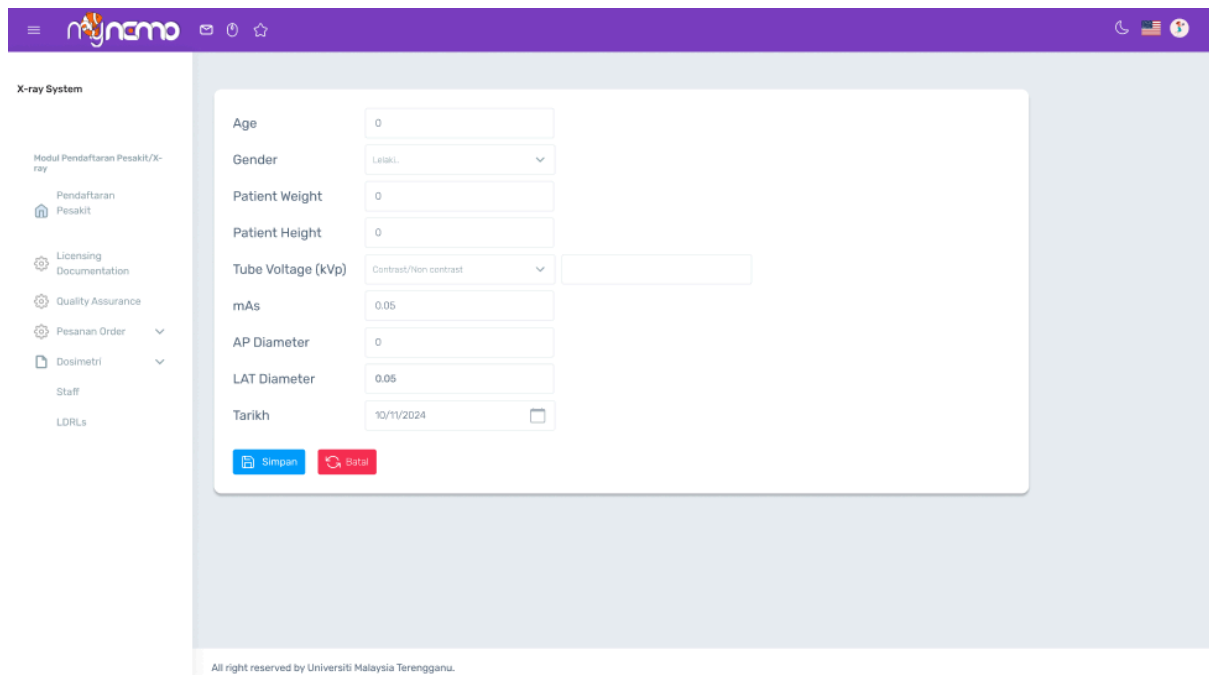 mynemo
X-ray System
Modul Pendaftaran Pesakit/X-
ray
Pendaftaran
Pesakit
Licensing
Documentation
Quality Assurance
Pesanan Order
Dosimetri
Staff
LDRLs
Age 0
Gender Lelaki.
Patient Weight 0
Patient Height 0
Tube Voltage (kVp) Contrast/Non contrast
mAs 0.05
AP Diameter 0
LAT Diameter 0.05
Tarikh 10/11/2024
Simpan Batal
All right reserved by Universiti Malaysia Terengganu.